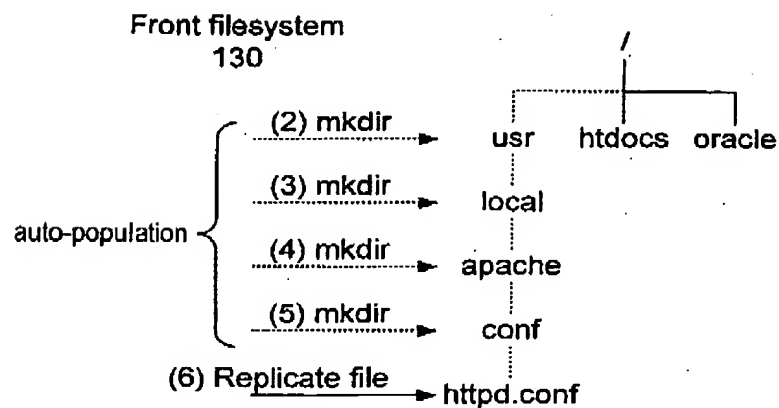 Front filesystem
130
/
(2) mkdir
usr htdocs oracle
(3) mkdir
local
auto-population
(4) mkdir
apache
(5) mkdir
conf
(6) Replicate file
httpd.conf